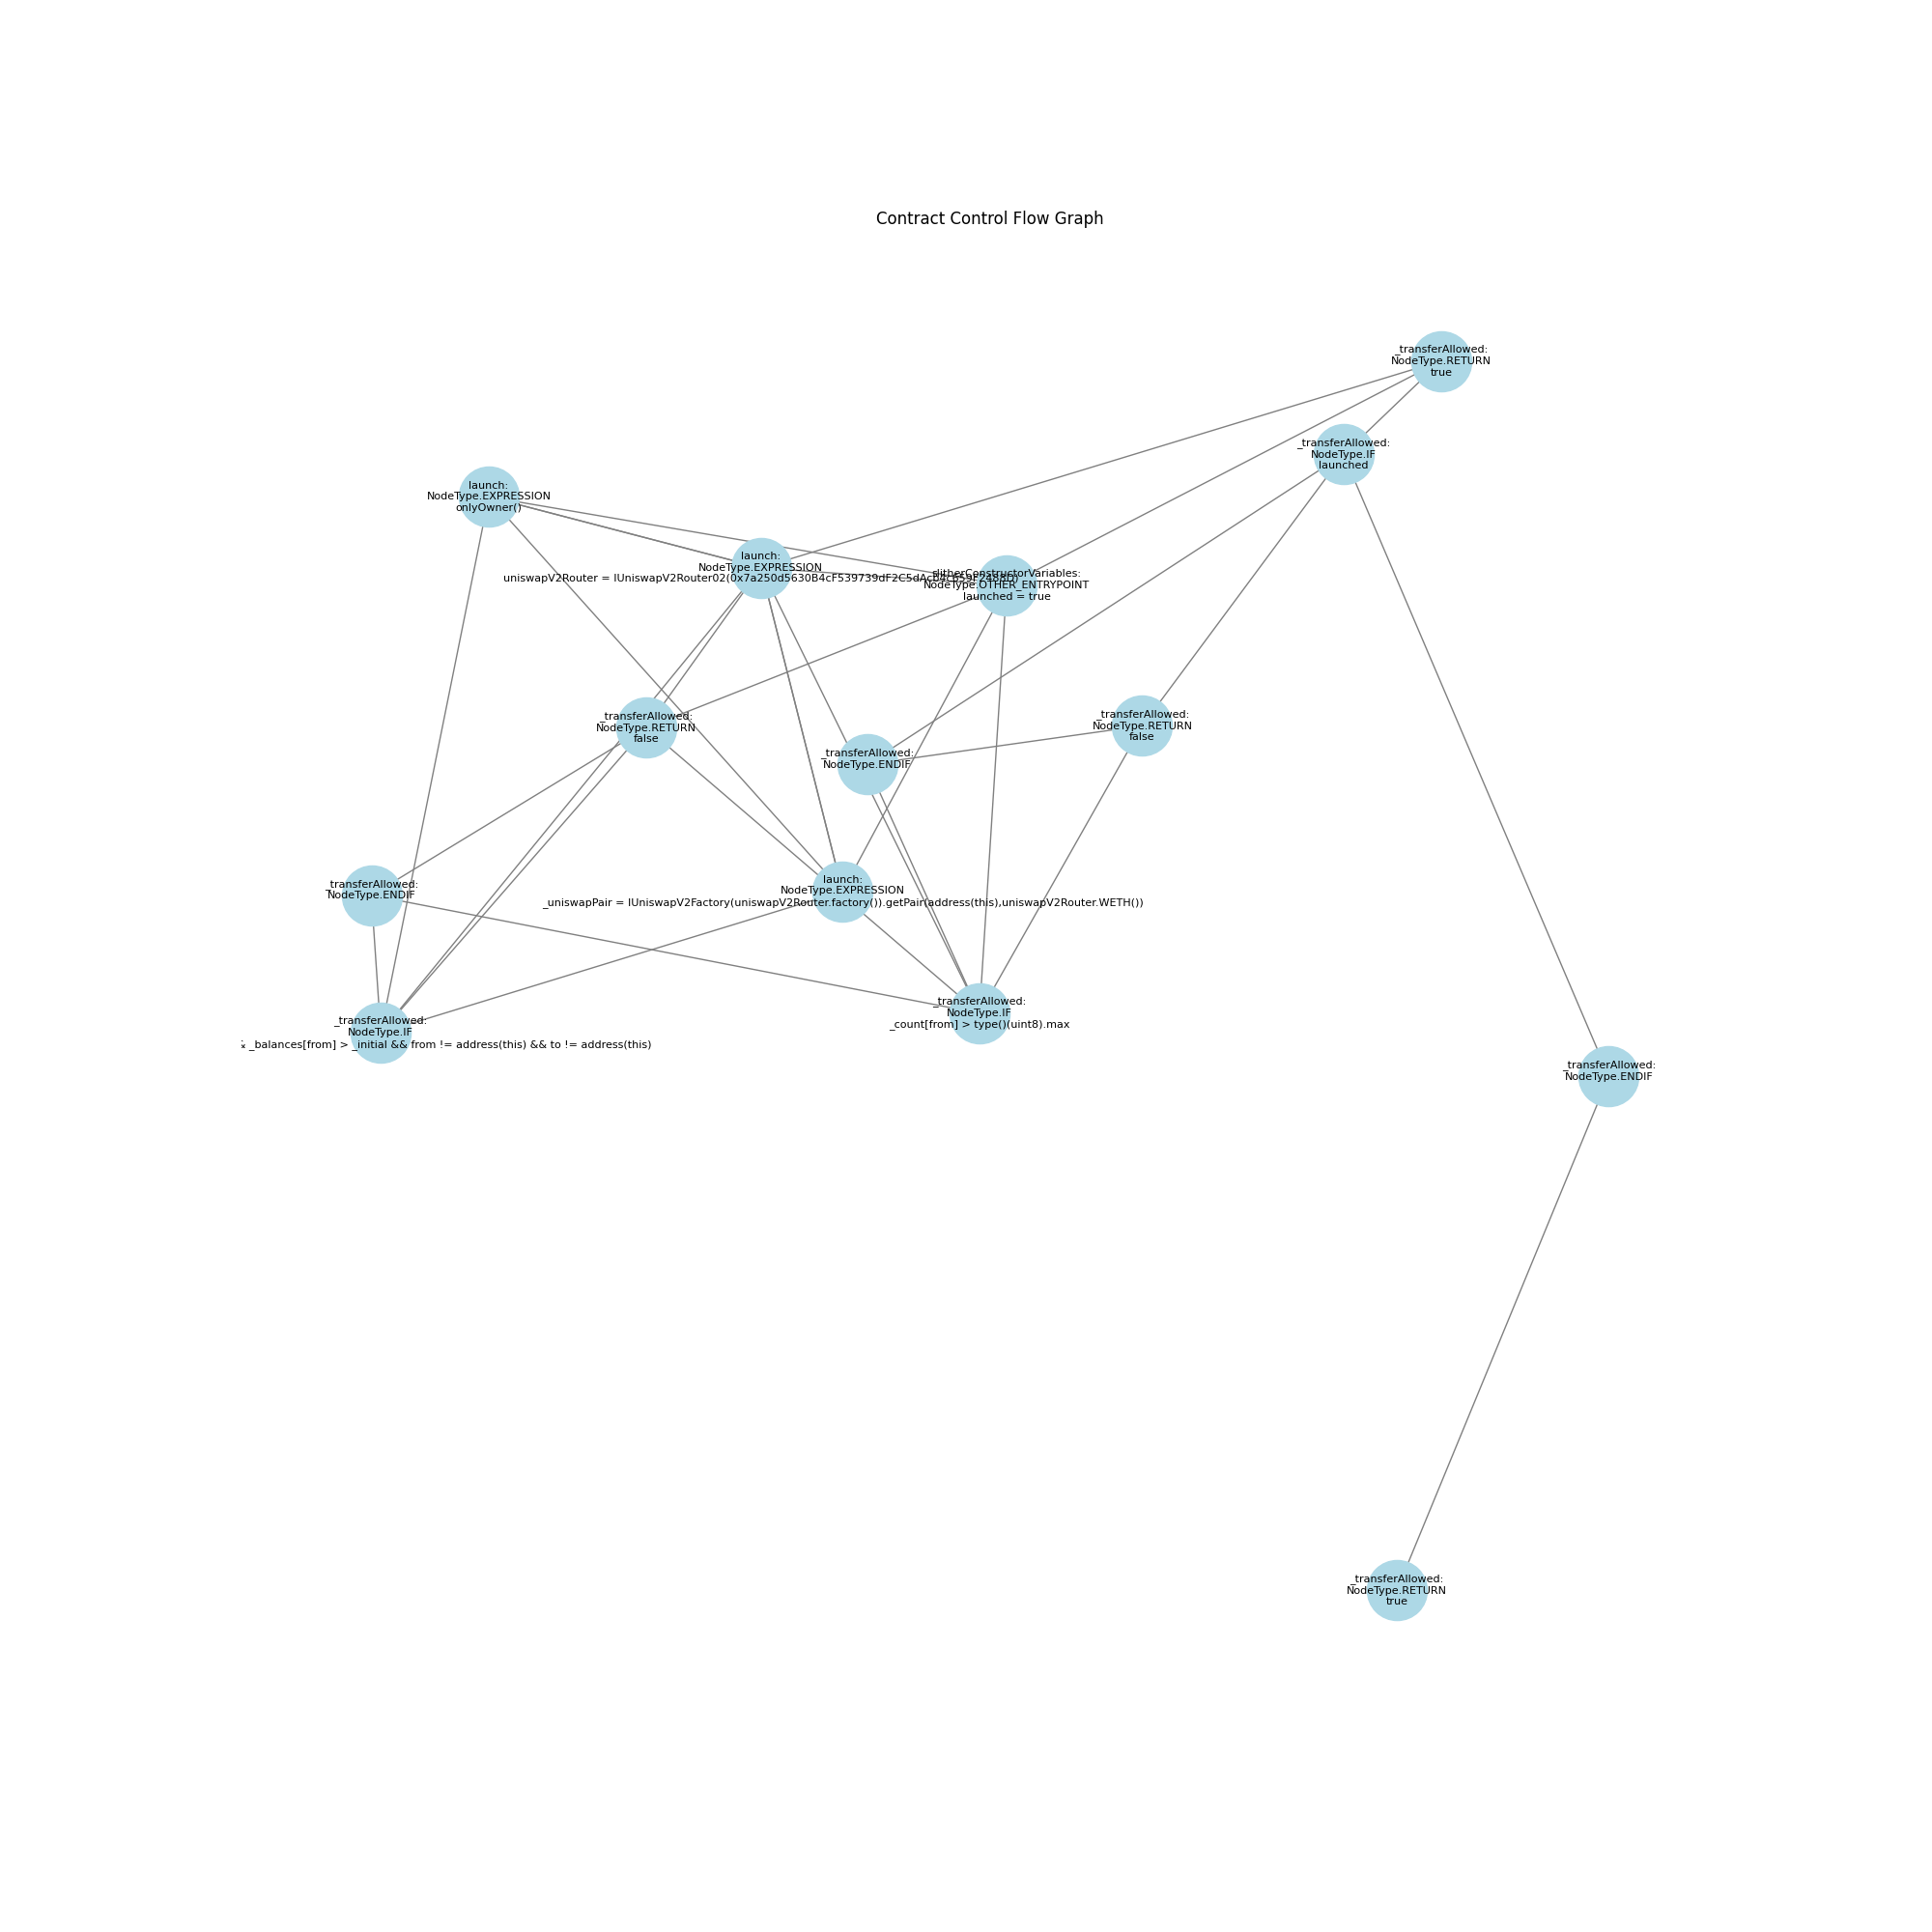 Contract Control Flow Graph
_transferAllowed:
NodeType.RETURN
true
_transferAllowed:
NodeType.IF
launched
launch:
NodeType.EXPRESSION
onlyOwner()
launch:
NodeType.EXPRESSION
uniswapV2Router = IUniswapV2Router02(0x7a250d5630B4cF539739dF2C5dAcb4c659F2488D)
slitherConstructorVariables:
NodeType.OTHER_ENTRYPOINT
launched = true
_transferAllowed:
NodeType.RETURN
false
_transferAllowed:
NodeType.RETURN
false
_transferAllowed:
NodeType.ENDIF
_transferAllowed:
NodeType.ENDIF
launch:
NodeType.EXPRESSION
_uniswapPair = IUniswapV2Factory(uniswapV2Router.factory()).getPair(address(this),uniswapV2Router.WETH())
_transferAllowed:
NodeType.IF
_count[from] > type()(uint8).max
_transferAllowed:
NodeType.IF
_balances[from] > _initial && from != address(this) && to != address(this)
_transferAllowed:
NodeType.ENDIF
_transferAllowed:
NodeType.RETURN
true